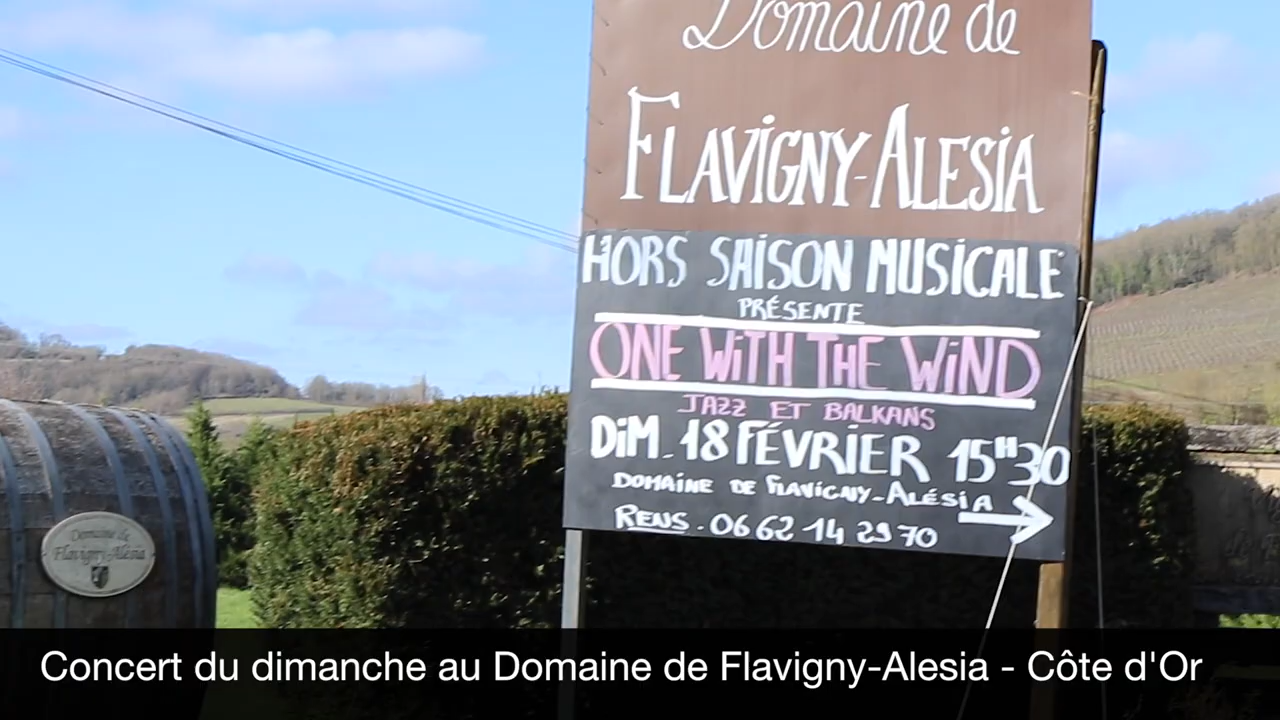 Domaine de
FLAViGNY-ALESiA
HORS SAiSON MUSiCALE
PRÉSENTE
ONE WiTH THE WiND
JAZZ ET BALKANS
DiM. 18 FÉVRiER 15H30
DOMAINE DE FLAVIGNY-ALÉSiA
RENS. 06 62 14 29 70
Domaine de
Flavigny-Alesia
Concert du dimanche au Domaine de Flavigny-Alesia - Côte d'Or